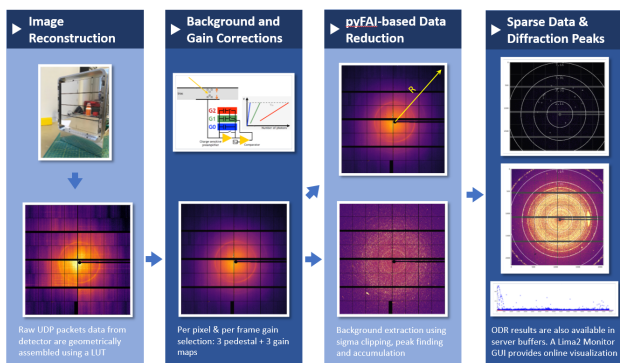 Image
Reconstruction
Raw UDP packets data from
detector are geometrically
assembled using a LUT
Background and
Gain Corrections
G2
G1
G0
Per pixel & per frame gain
selection: 3 pedestal + 3 gain
maps
pyFAI-based Data
Reduction
R
Background extraction using
sigma clipping, peak finding
and accumulation
Sparse Data &
Diffraction Peaks
ODR results are also available in
server buffers. A Lima2 Monitor
GUI provides online visualization